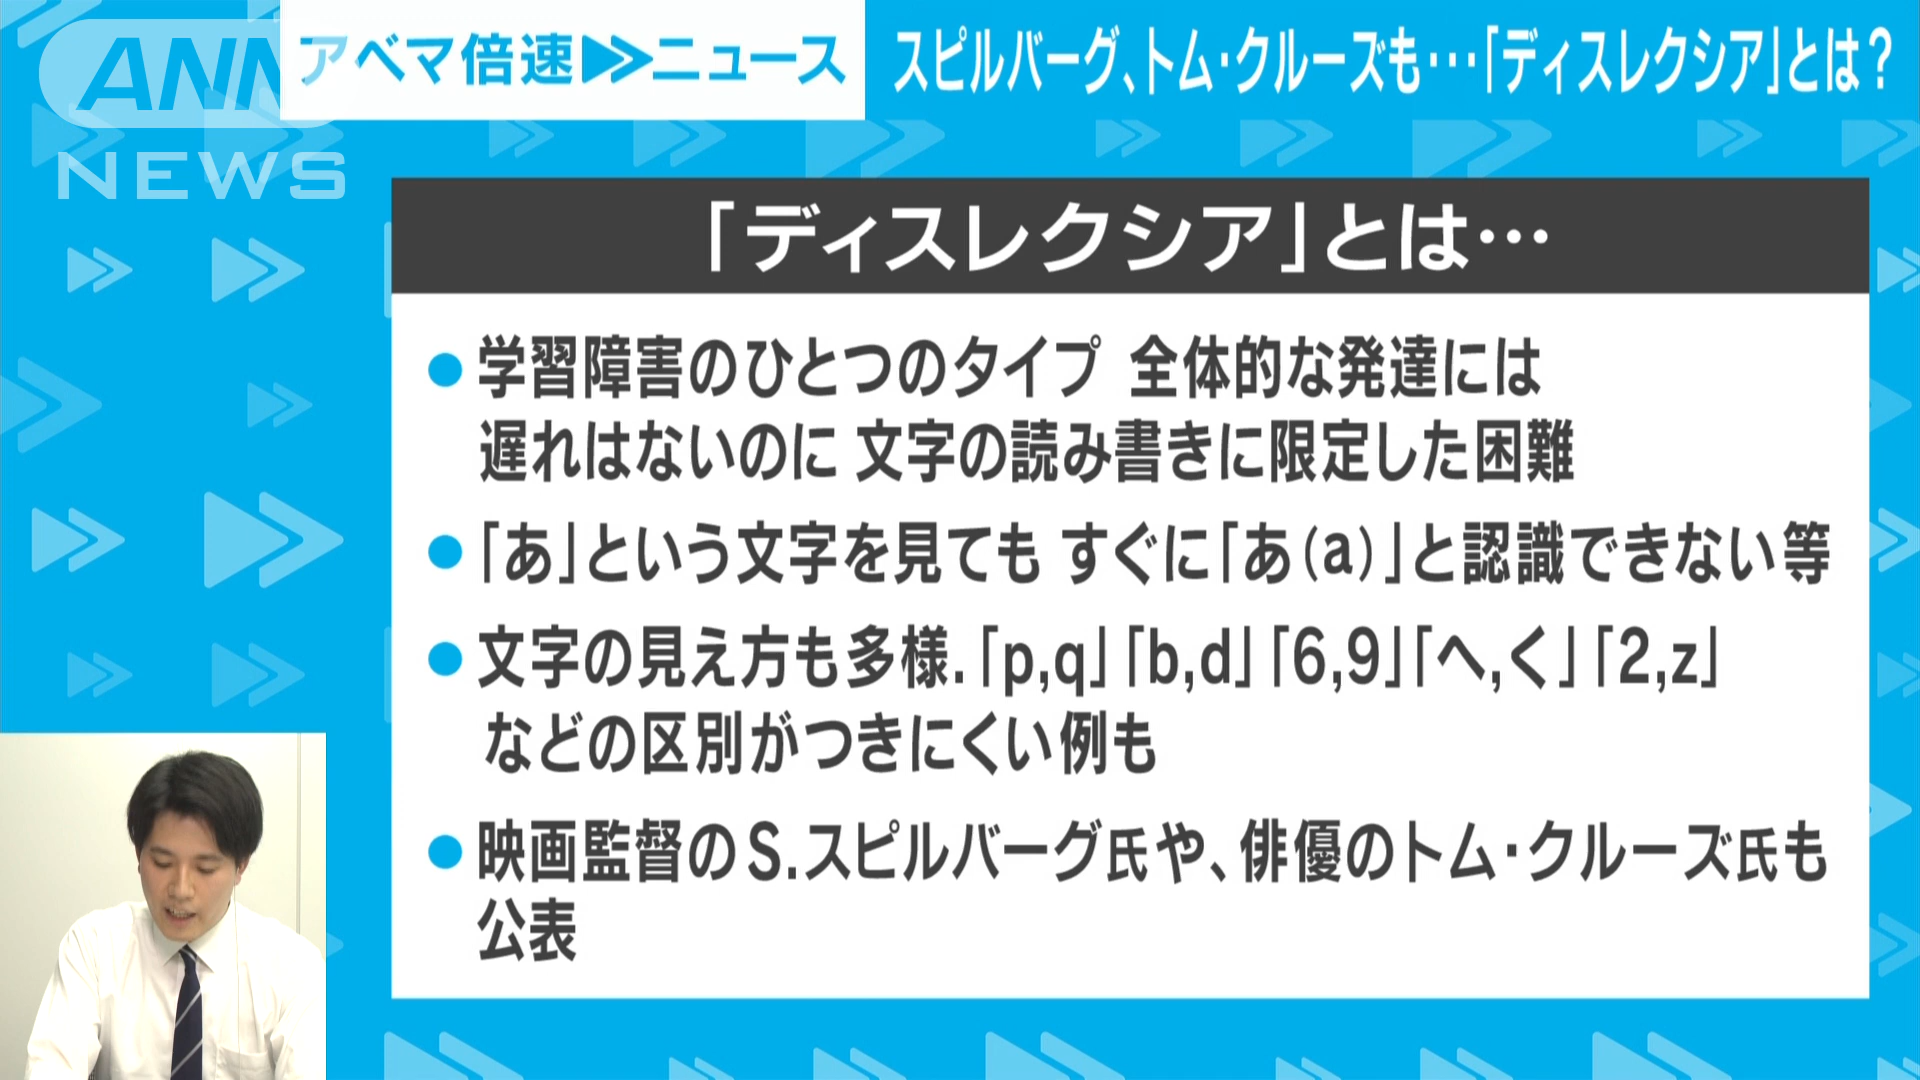 ANN
NEWS
アベマ倍速ニュース
スピルバーグ、トム・クルーズも・・・「ディスレクシア」とは？
「ディスレクシア」とは…
学習障害のひとつのタイプ 全体的な発達には
遅れはないのに 文字の読み書きに限定した困難
「あ」という文字を見ても すぐに「あ(a)」と認識できない等
文字の見え方も多様.「p,q」「b,d」「6,9」「へ,く」「2,z」
などの区別がつきにくい例も
映画監督のS.スピルバーグ氏や、俳優のトム・クルーズ氏も
公表